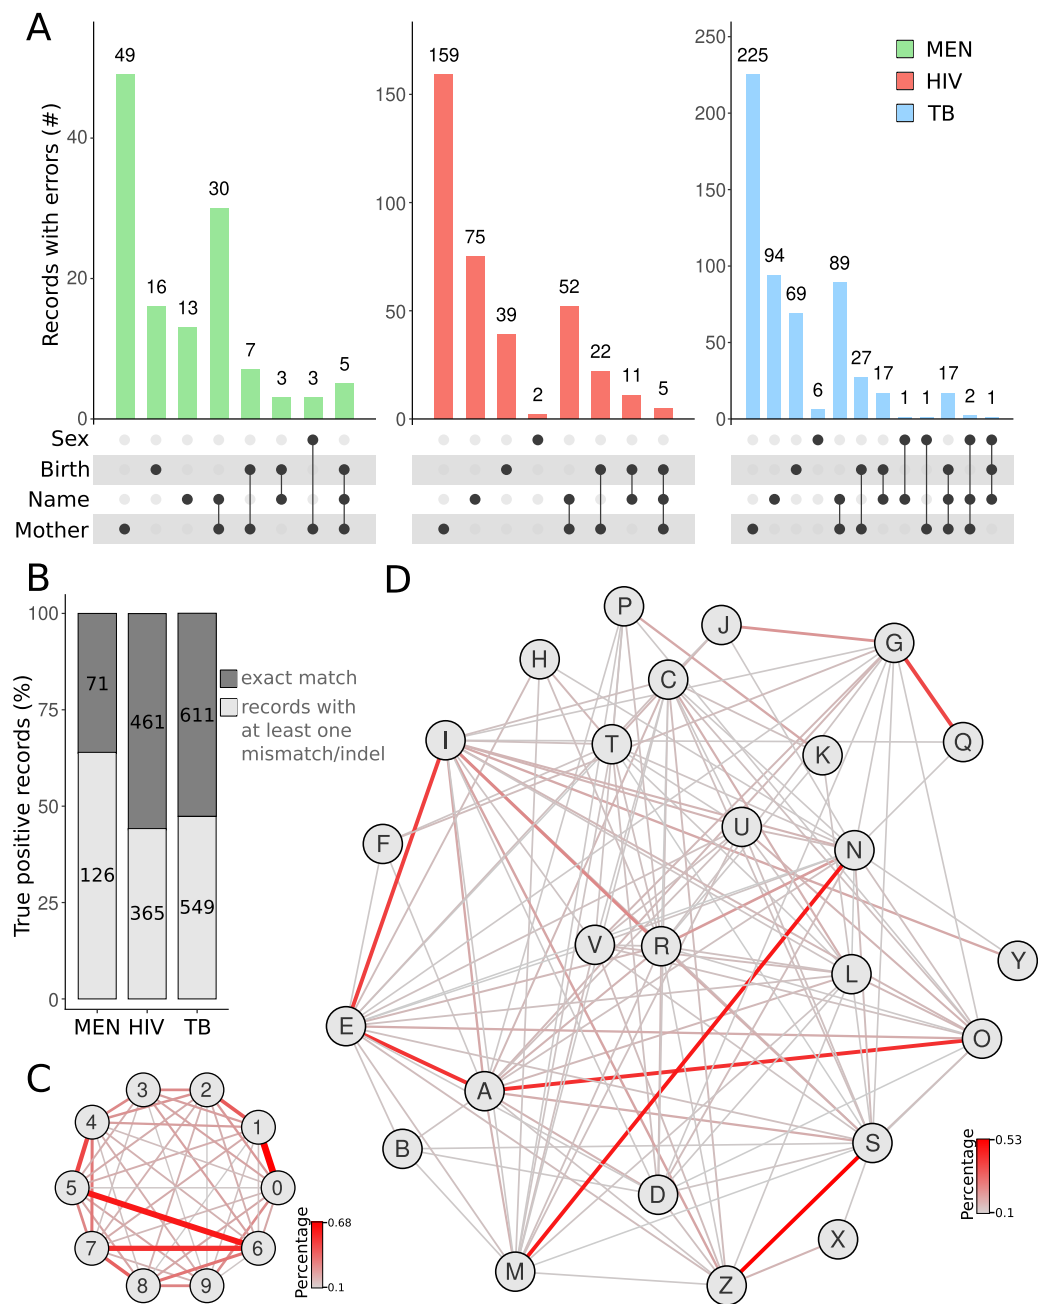 A
Records with errors (#)
49
16
13
30
7
3
3
5
40
20
0
159
75
39
2
52
22
11
5
150
100
50
0
225
94
69
6
89
27
17
1
1
17
2
1
250
200
150
100
50
0
MEN
HIV
TB
Sex
Birth
Name
Mother
B
True positive records (%)
100
75
50
25
0
71
461
611
126
365
549
MEN HIV TB
exact match
records with
at least one
mismatch/indel
C
3
2
4
1
5
0
7
6
8
9
Percentage
0.68
0.1
D
P
J
G
H
C
I
T
K
Q
F
U
N
V
R
L
Y
E
O
A
B
S
D
X
M
Z
Percentage
0.53
0.1